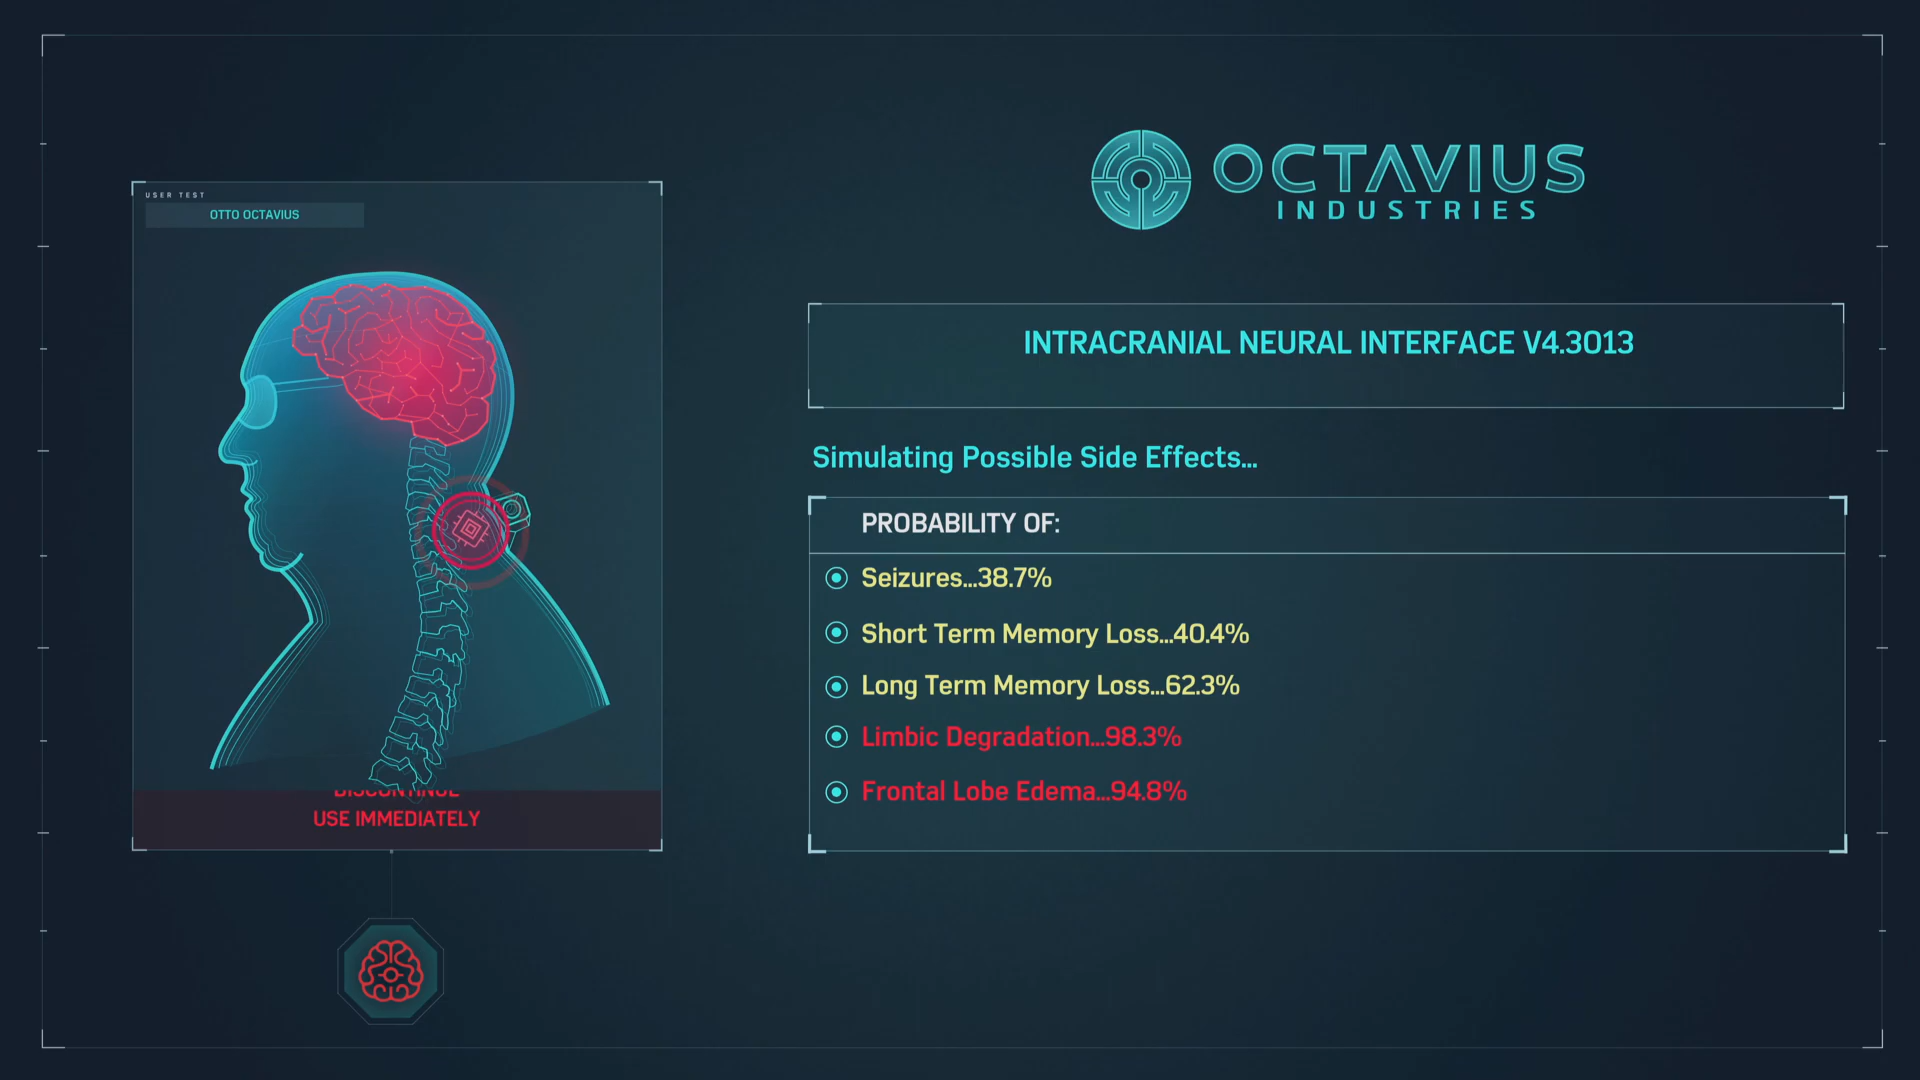 USER TEST
OTTO OCTAVIUS
DISCONTINUE
USE IMMEDIATELY
OCTAVIUS
INDUSTRIES
INTRACRANIAL NEURAL INTERFACE V4.3013
Simulating Possible Side Effects...
PROBABILITY OF:
Seizures...38.7%
Short Term Memory Loss...40.4%
Long Term Memory Loss...62.3%
Limbic Degradation...98.3%
Frontal Lobe Edema...94.8%